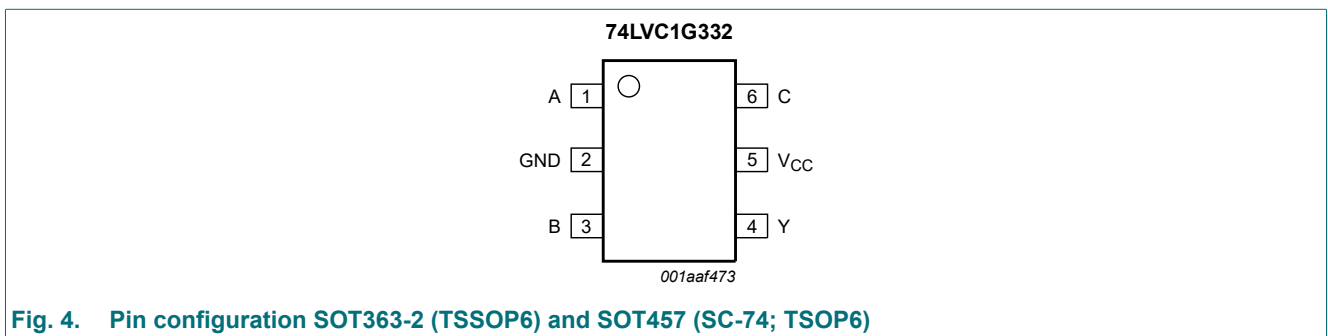 74LVC1G332
A 1 6 C
GND 2 5 VCC
B 3 4 Y
001aaf473
Fig. 4. Pin configuration SOT363-2 (TSSOP6) and SOT457 (SC-74; TSOP6)